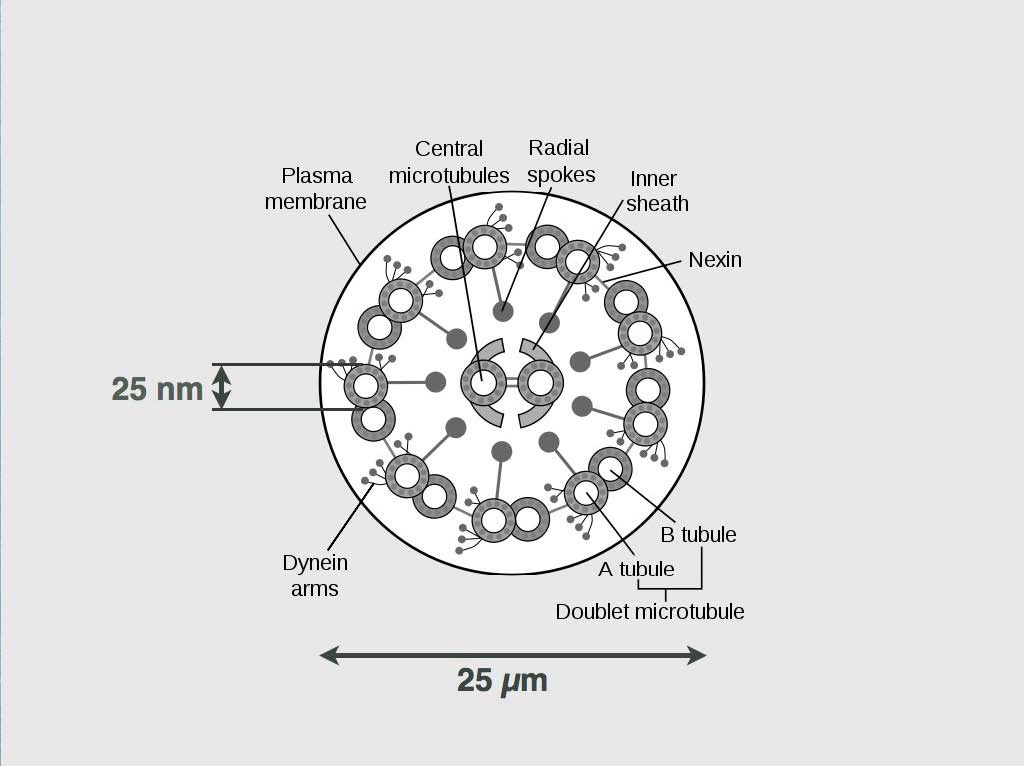 Central
microtubules
Radial
spokes
Plasma
membrane
Inner
sheath
Nexin
25 nm
B tubule
A tubule
Dynein
arms
Doublet microtubule
25 µm